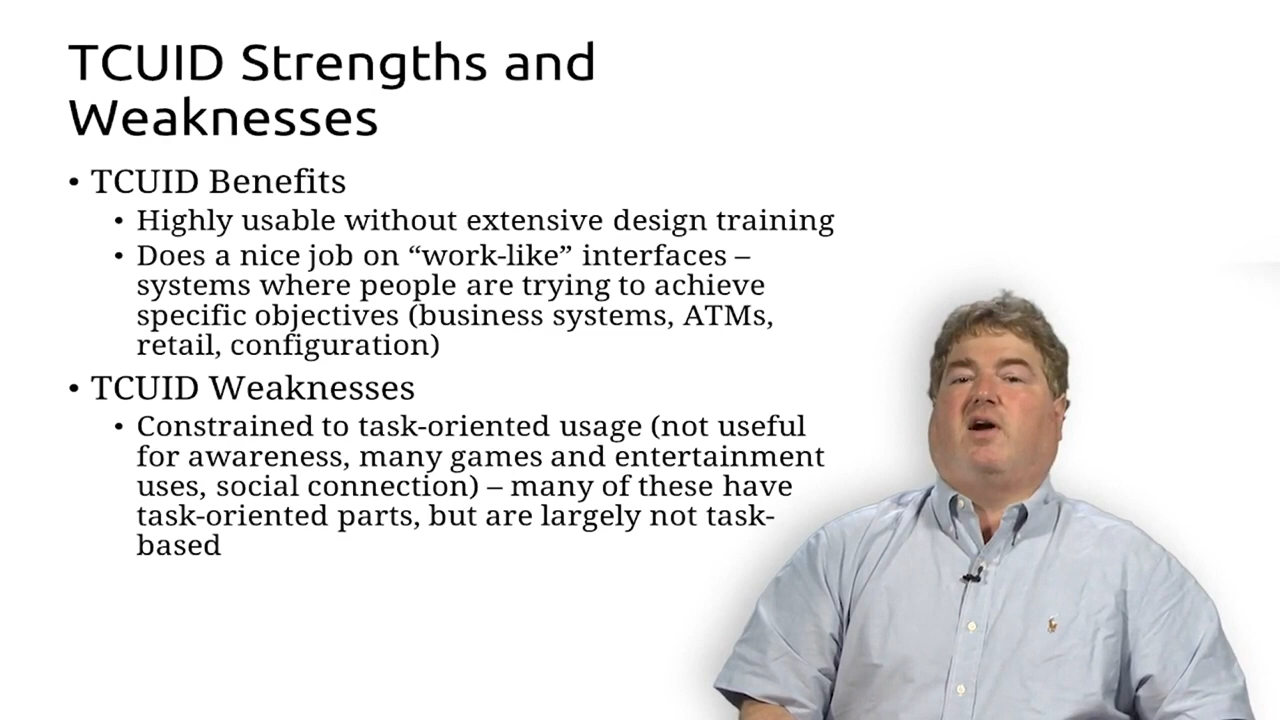 TCUID Strengths and
Weaknesses
• TCUID Benefits
• Highly usable without extensive design training
• Does a nice job on “work-like” interfaces –
systems where people are trying to achieve
specific objectives (business systems, ATMs,
retail, configuration)
• TCUID Weaknesses
• Constrained to task-oriented usage (not useful
for awareness, many games and entertainment
uses, social connection) – many of these have
task-oriented parts, but are largely not task-
based